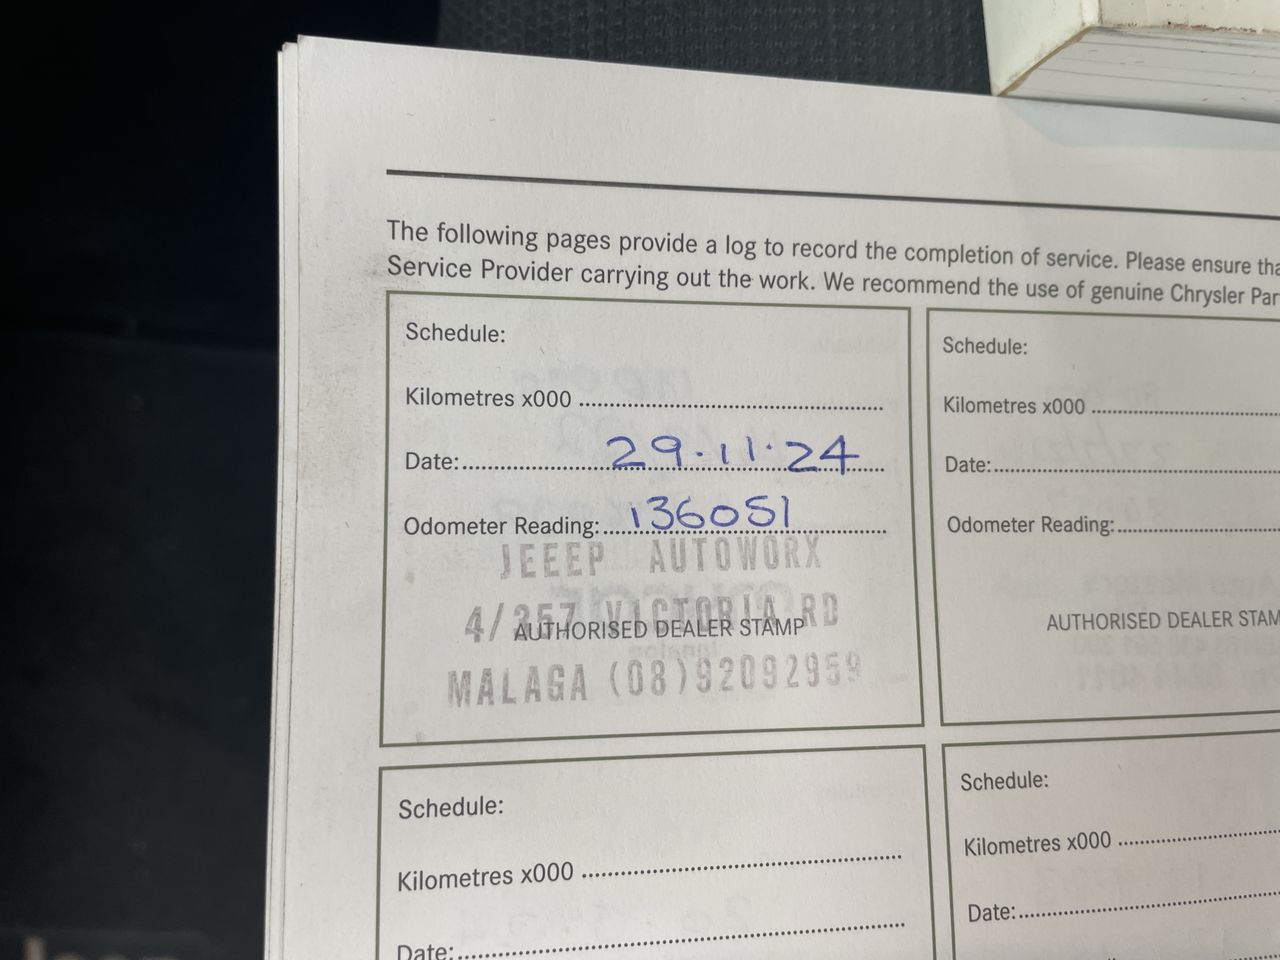 The following pages provide a log to record the completion of service. Please ensure tha
Service Provider carrying out the work. We recommend the use of genuine Chrysler Par
Schedule:
Kilometres x000
Date: 29.11.24
Odometer Reading: 136051
JEEEP AUTOWORX
4/357 VICTORIA RD
AUTHORISED DEALER STAMP
MALAGA (08)92092959
Schedule:
Kilometres x000
Date:
Odometer Reading:
AUTHORISED DEALER STAM
Schedule:
Kilometres x000
Date:
Schedule:
Kilometres x000
Date: